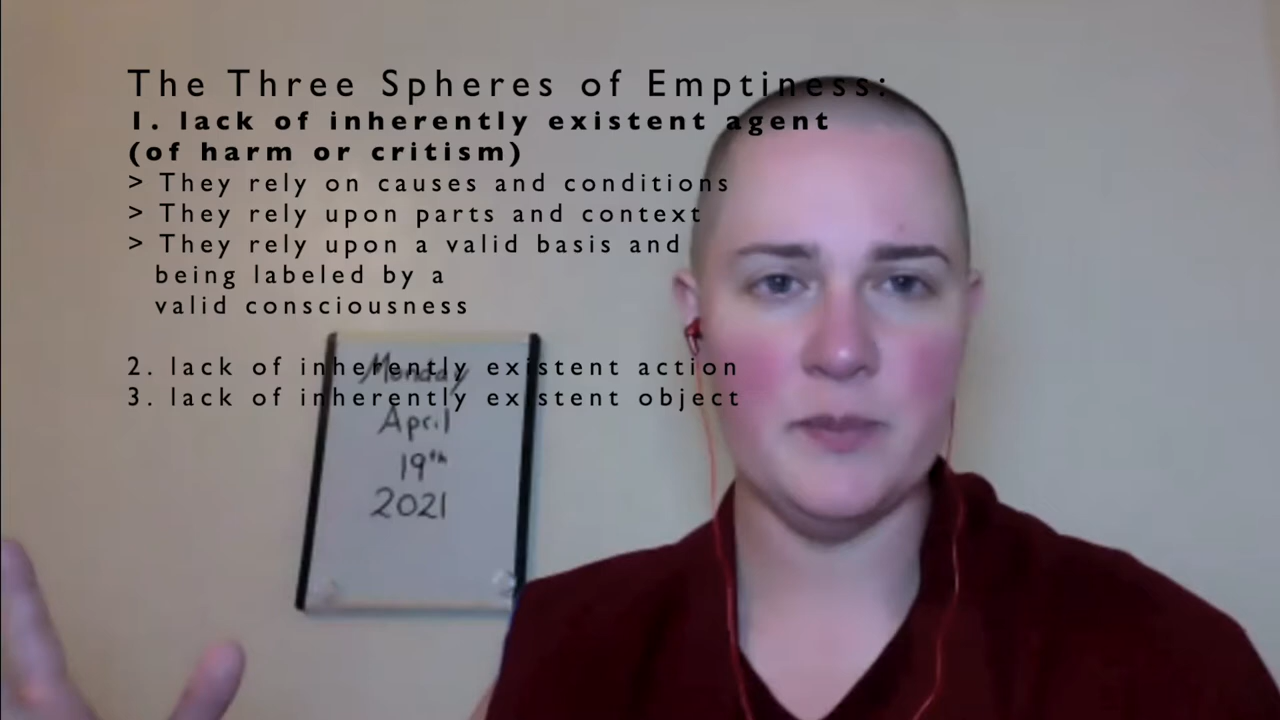 The Three Spheres of Emptiness:
1. lack of inherently existent agent
(of harm or critism)
> They rely on causes and conditions
> They rely upon parts and context
> They rely upon a valid basis and
being labeled by a
valid consciousness
2. lack of inherently existent action
3. lack of inherently existent object
Monday
April
19th
2021